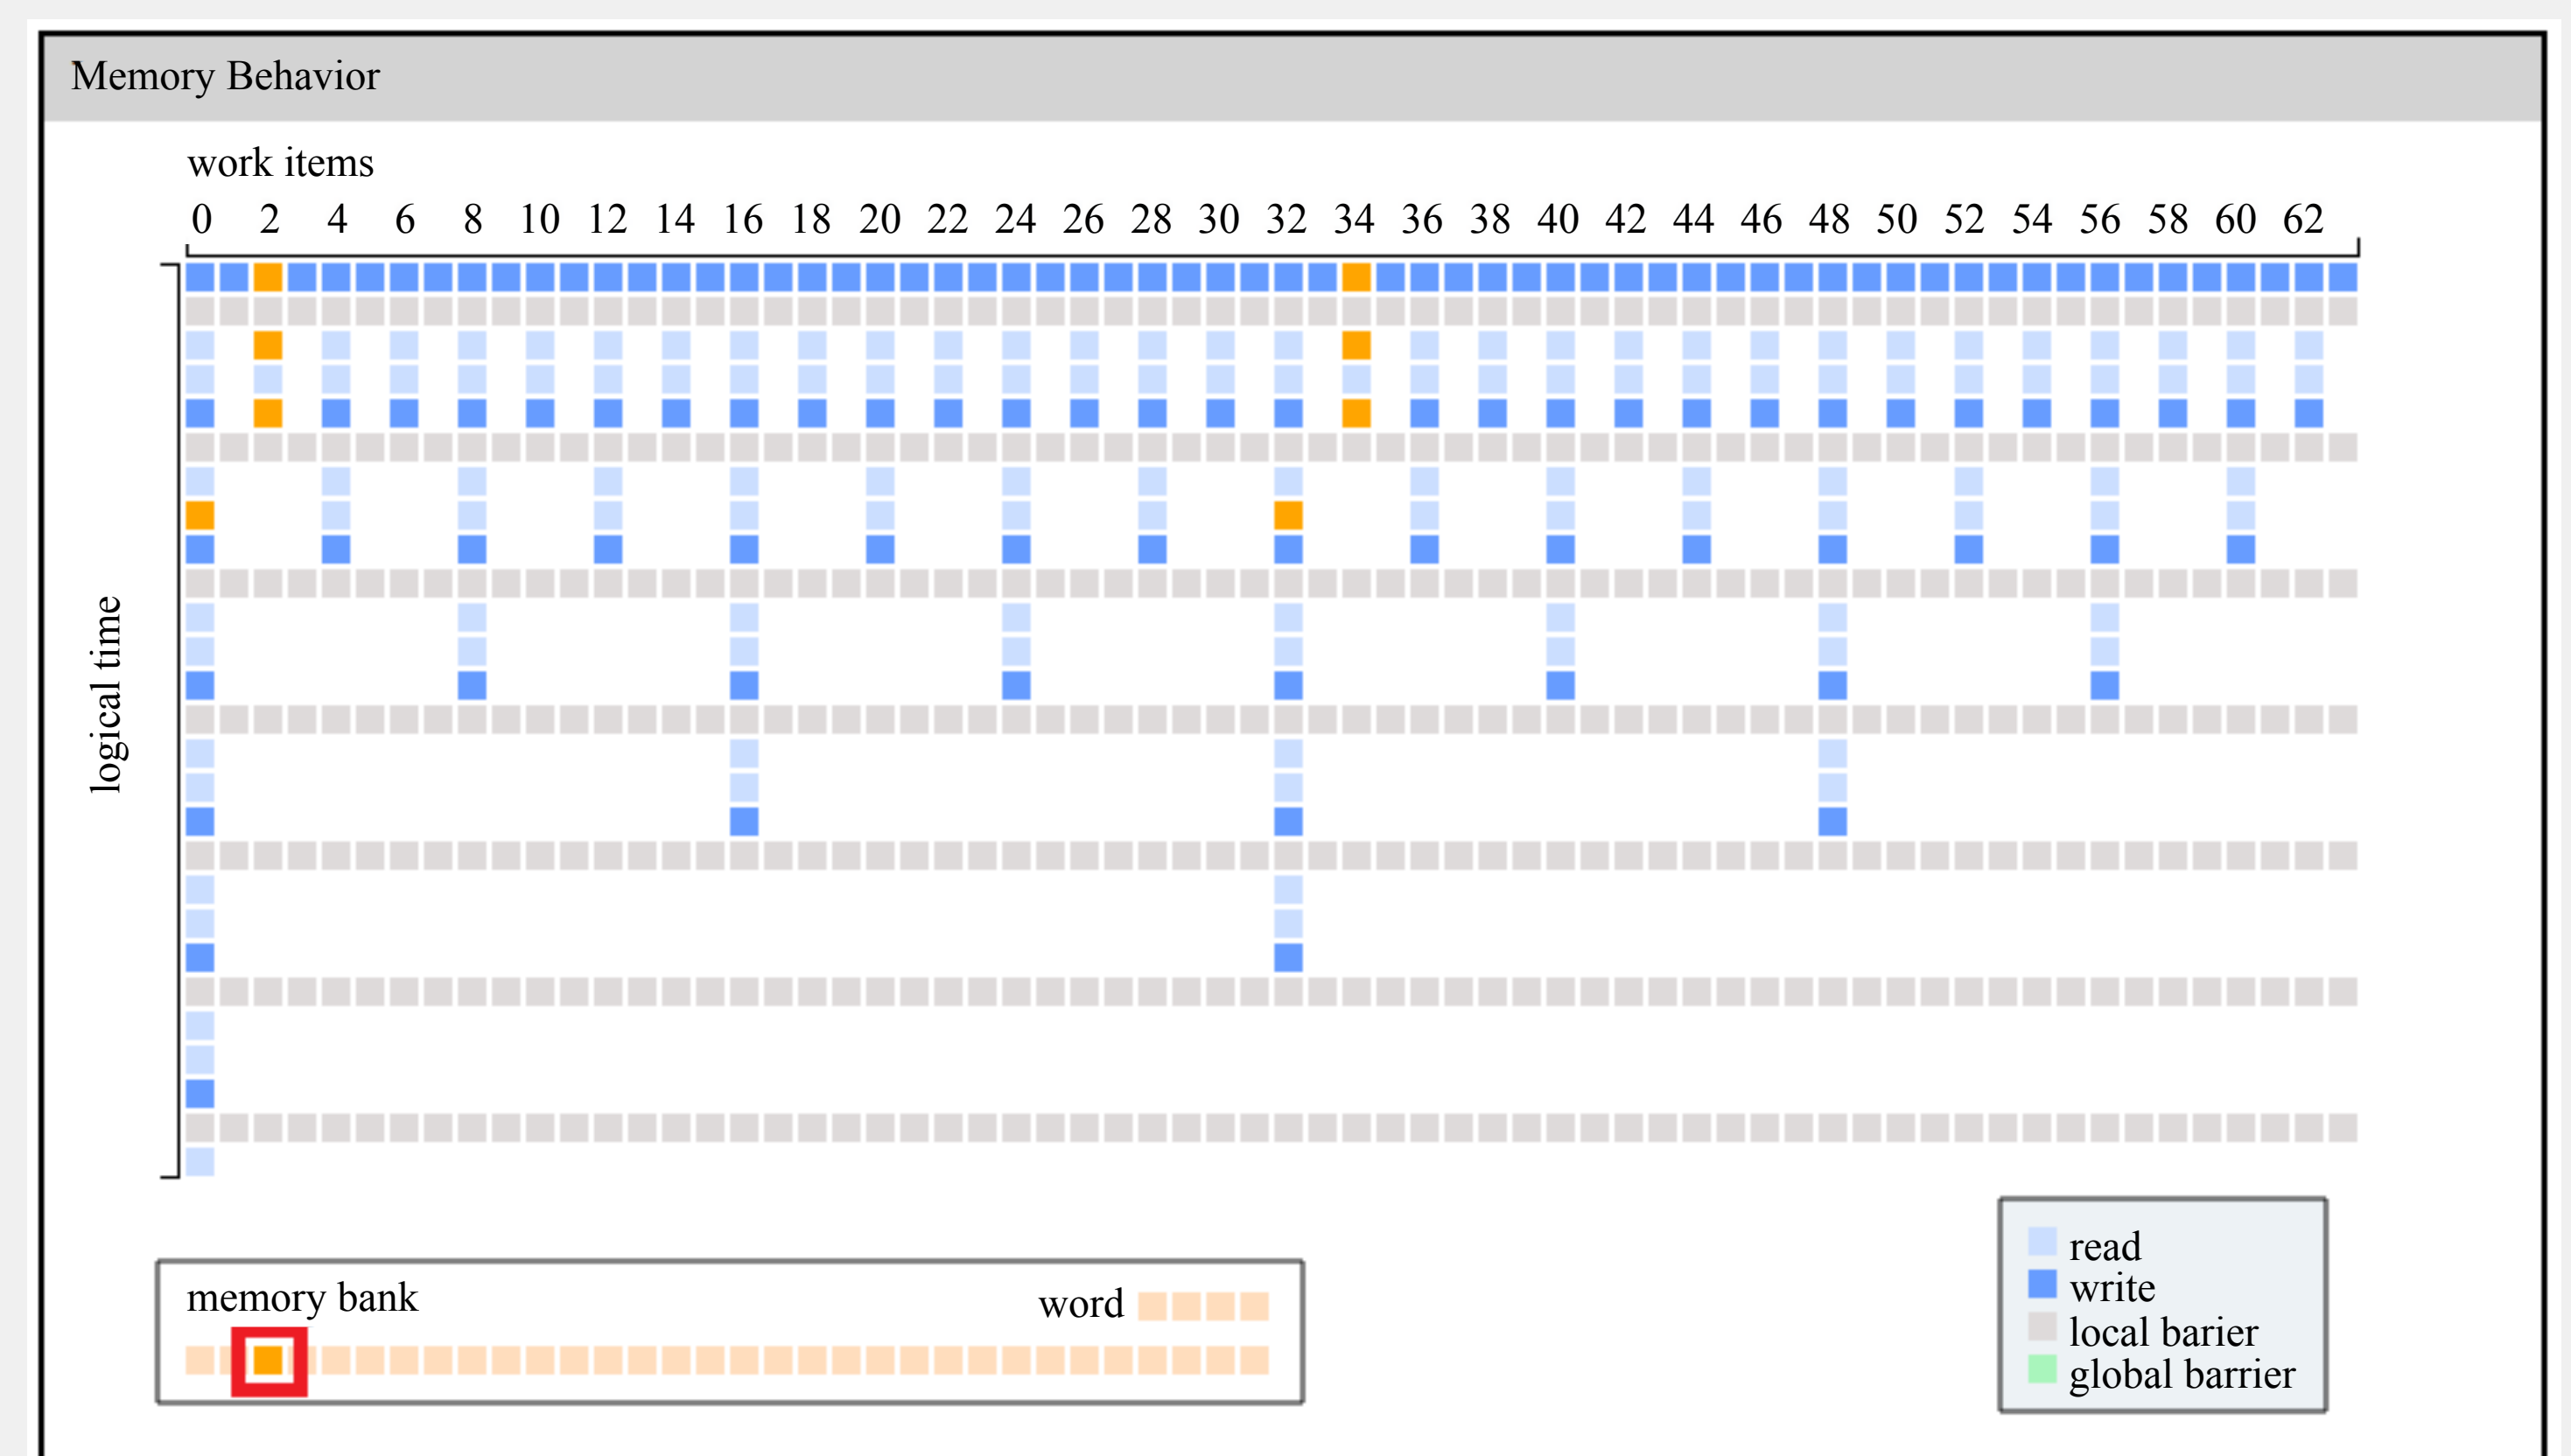 Memory Behavior
work items
0 2 4 6 8 10 12 14 16 18 20 22 24 26 28 30 32 34 36 38 40 42 44 46 48 50 52 54 56 58 60 62
logical time
memory bank
word
read
write
local barier
global barrier